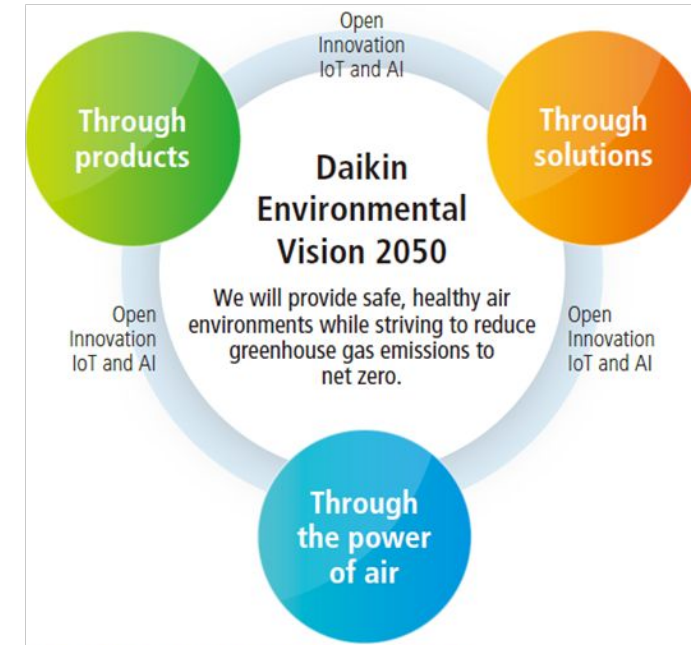 Open
Innovation
IoT and AI
Through
products
Through
solutions
Daikin
Environmental
Vision 2050
We will provide safe, healthy air
environments while striving to reduce
greenhouse gas emissions to
net zero.
Open
Innovation
IoT and AI
Open
Innovation
IoT and AI
Through
the power
of air